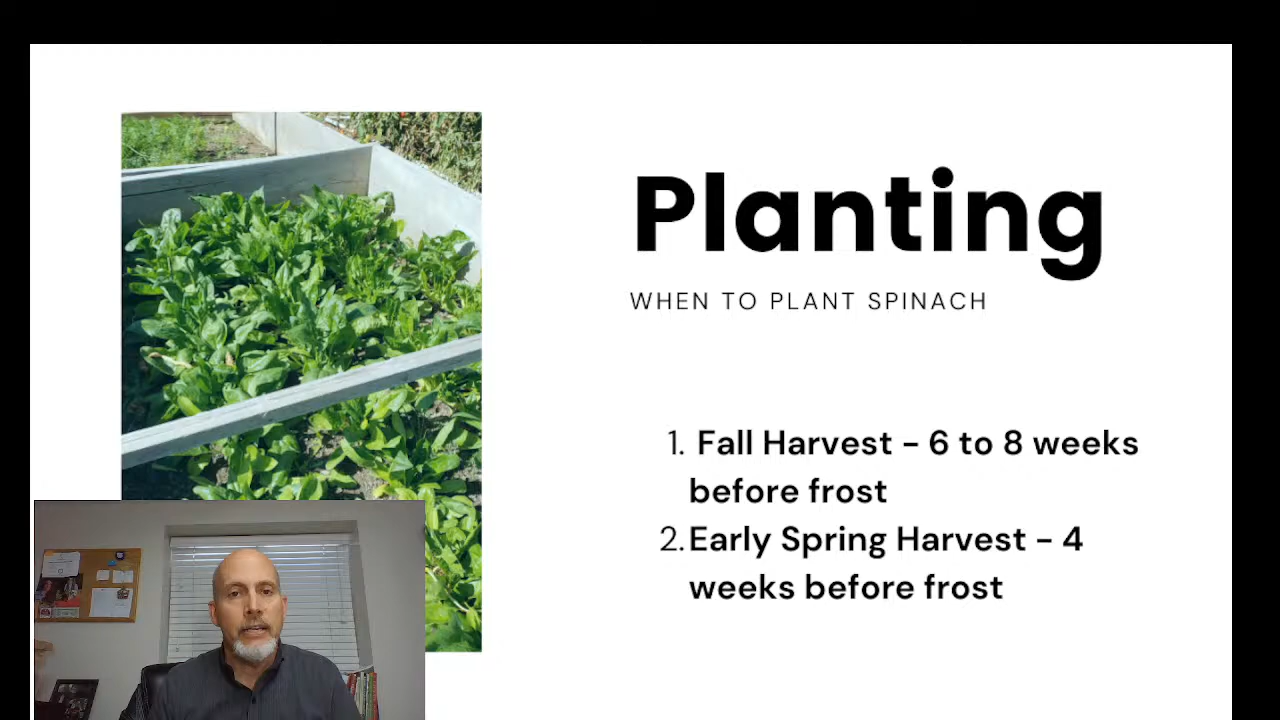 Planting
WHEN TO PLANT SPINACH
1. Fall Harvest - 6 to 8 weeks
before frost
2. Early Spring Harvest - 4
weeks before frost